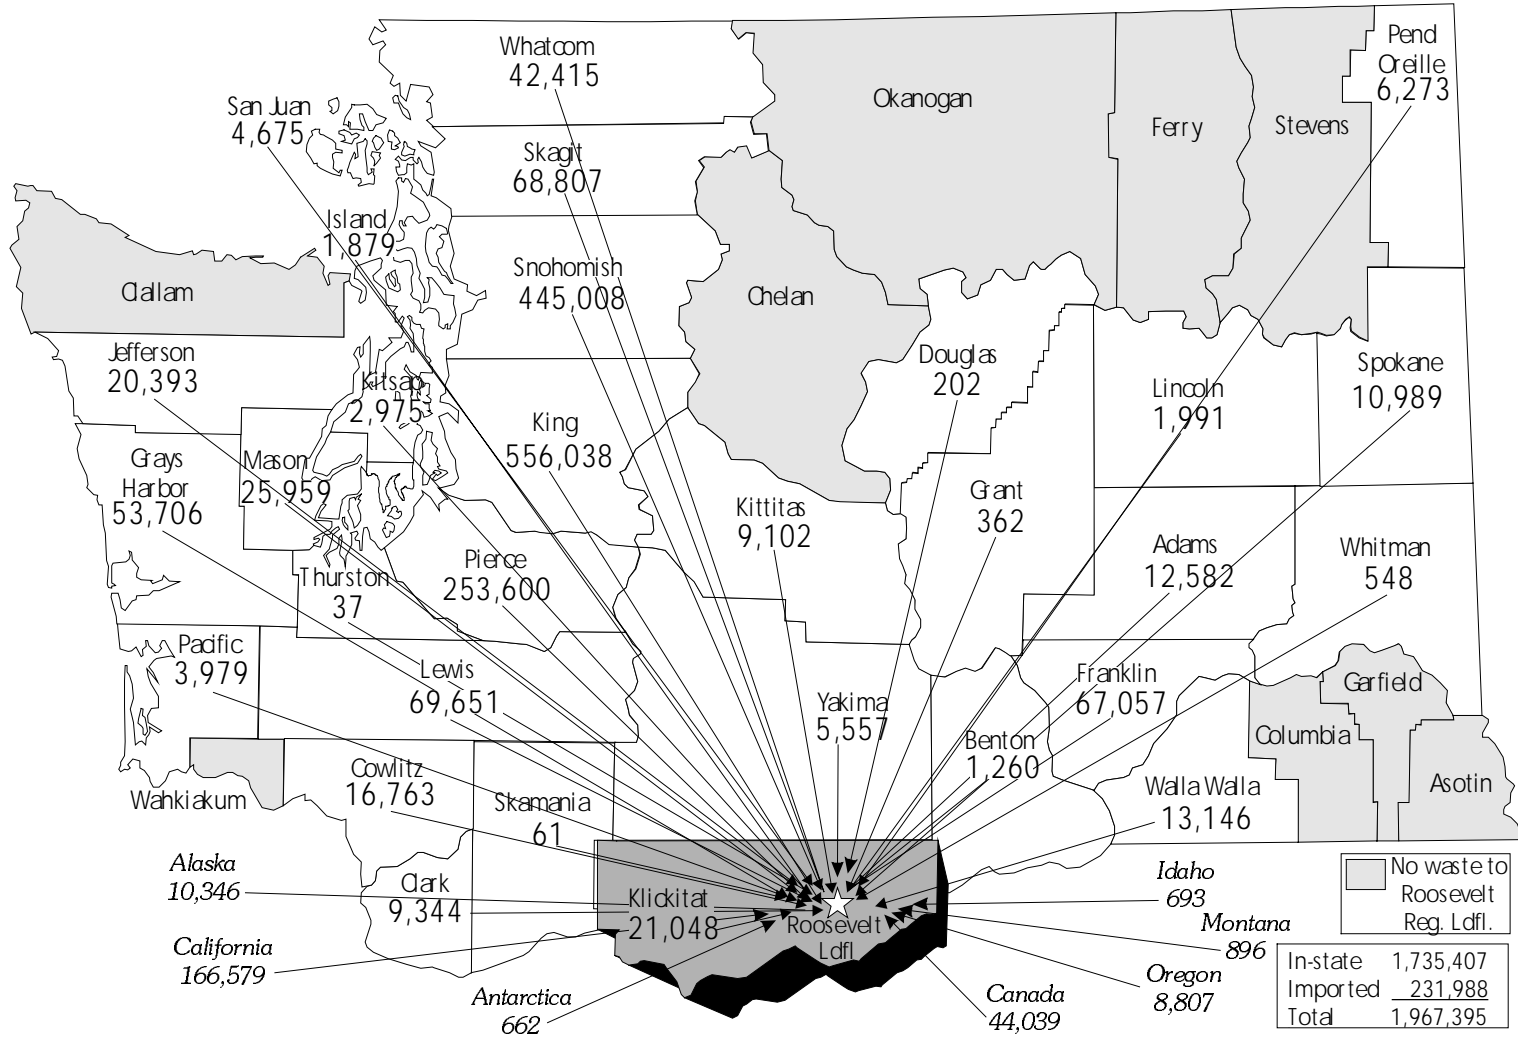 Whatcom
42,415
San Juan
4,675
Skagit
68,807
Island
1,879
Snohomish
445,008
Okanogan
Ferry
Stevens
Pend
Oreille
6,273
Clallam
Chelan
Jefferson
20,393
Kitsap
2,975
King
556,038
Douglas
202
Lincoln
1,991
Spokane
10,989
Grays
Harbor
53,706
Mason
25,959
Kittitas
9,102
Grant
362
Thurston
37
Pierce
253,600
Adams
12,582
Whitman
548
Pacific
3,979
Lewis
69,651
Yakima
5,557
Franklin
67,057
Benton
1,260
Garfield
Columbia
Asotin
Wahkiakum
Cowlitz
16,763
Skamania
61
Walla Walla
13,146
Alaska
10,346
Clark
9,344
Klickitat
21,048
Roosevelt
Ldfl
Idaho
693
Montana
896
California
166,579
Antarctica
662
Canada
44,039
Oregon
8,807
No waste to
Roosevelt
Reg. Ldfl.
In-state 1,735,407
Imported 231,988
Total 1,967,395